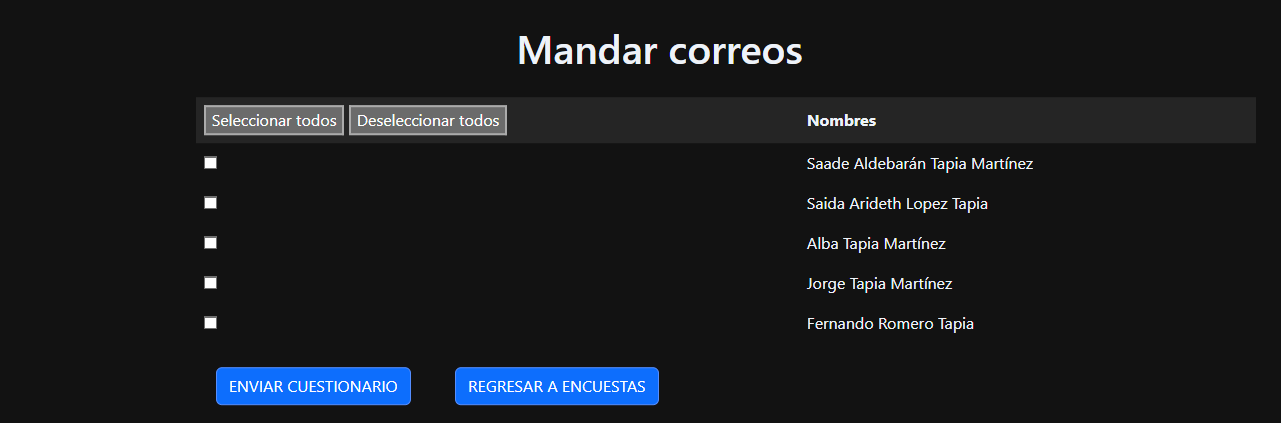 Mandar correos
Seleccionar todos Deseleccionar todos Nombres
Saade Aldebarán Tapia Martínez
Saida Arideth Lopez Tapia
Alba Tapia Martínez
Jorge Tapia Martínez
Fernando Romero Tapia
ENVIAR CUESTIONARIO REGRESAR A ENCUESTAS